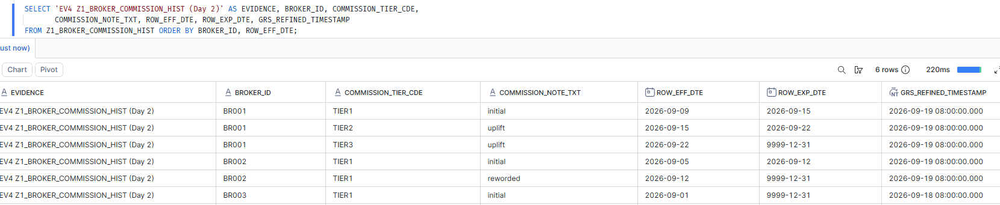 SELECT 'EV4 Z1_BROKER_COMMISSION_HIST (Day 2)' AS EVIDENCE, BROKER_ID, COMMISSION_TIER_CDE,
COMMISSION_NOTE_TXT, ROW_EFF_DTE, ROW_EXP_DTE, GRS_REFINED_TIMESTAMP
FROM Z1_BROKER_COMMISSION_HIST ORDER BY BROKER_ID, ROW_EFF_DTE;
ust now)
Chart Pivot 6 rows 220ms
A EVIDENCE A BROKER_ID A COMMISSION_TIER_CDE A COMMISSION_NOTE_TXT ROW_EFF_DTE ROW_EXP_DTE NT GRS_REFINED_TIMESTAMP
EV4 Z1_BROKER_COMMISSION_HIST (Day 2) BR001 TIER1 initial 2026-09-09 2026-09-15 2026-09-19 08:00:00.000
EV4 Z1_BROKER_COMMISSION_HIST (Day 2) BR001 TIER2 uplift 2026-09-15 2026-09-22 2026-09-19 08:00:00.000
EV4 Z1_BROKER_COMMISSION_HIST (Day 2) BR001 TIER3 uplift 2026-09-22 9999-12-31 2026-09-19 08:00:00.000
EV4 Z1_BROKER_COMMISSION_HIST (Day 2) BR002 TIER1 initial 2026-09-05 2026-09-12 2026-09-19 08:00:00.000
EV4 Z1_BROKER_COMMISSION_HIST (Day 2) BR002 TIER1 reworded 2026-09-12 9999-12-31 2026-09-19 08:00:00.000
EV4 Z1_BROKER_COMMISSION_HIST (Day 2) BR003 TIER1 initial 2026-09-01 9999-12-31 2026-09-18 08:00:00.000